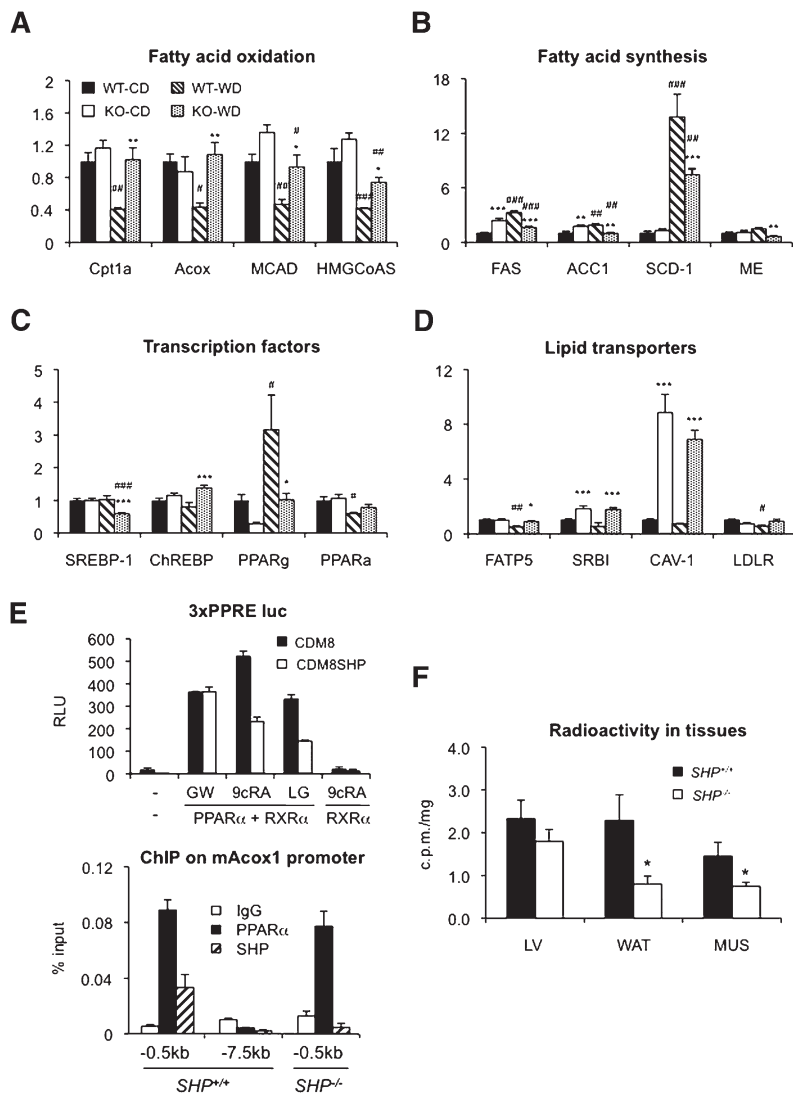 A
Fatty acid oxidation
2
1.6
1.2
0.8
0.4
0
WT-CD
WT-WD
KO-CD
KO-WD
##
**
#
**
##
#
*
###
##
*
Cpt1a
Acox
MCAD
HMGCoAS
B
Fatty acid synthesis
18
12
6
0
***
###
###
***
**
##
##
**
###
##
***
**
FAS
ACC1
SCD-1
ME
C
Transcription factors
5
4
3
2
1
0
###
***
***
#
*
#
SREBP-1
ChREBP
PPARg
PPARa
D
Lipid transporters
12
8
4
0
##
*
***
***
***
***
#
FATP5
SRBI
CAV-1
LDLR
E
3xPPRE luc
600
500
400
300
200
100
0
RLU
CDM8
CDM8SHP
-
GW
9cRA
LG
9cRA
-
PPARα + RXRα
RXRα
ChIP on mAcox1 promoter
0.12
0.08
0.04
0
% input
IgG
PPARα
SHP
-0.5kb
-7.5kb
-0.5kb
SHP+/+
SHP-/-
F
Radioactivity in tissues
4.0
3.0
2.0
1.0
0.0
c.p.m./mg
SHP+/+
SHP-/-
*
*
LV
WAT
MUS